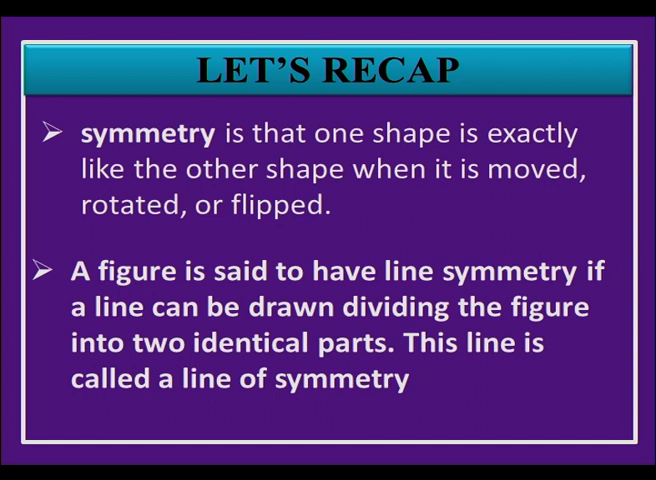 LET’S RECAP
➢ symmetry is that one shape is exactly
like the other shape when it is moved,
rotated, or flipped.
➢ A figure is said to have line symmetry if
a line can be drawn dividing the figure
into two identical parts. This line is
called a line of symmetry